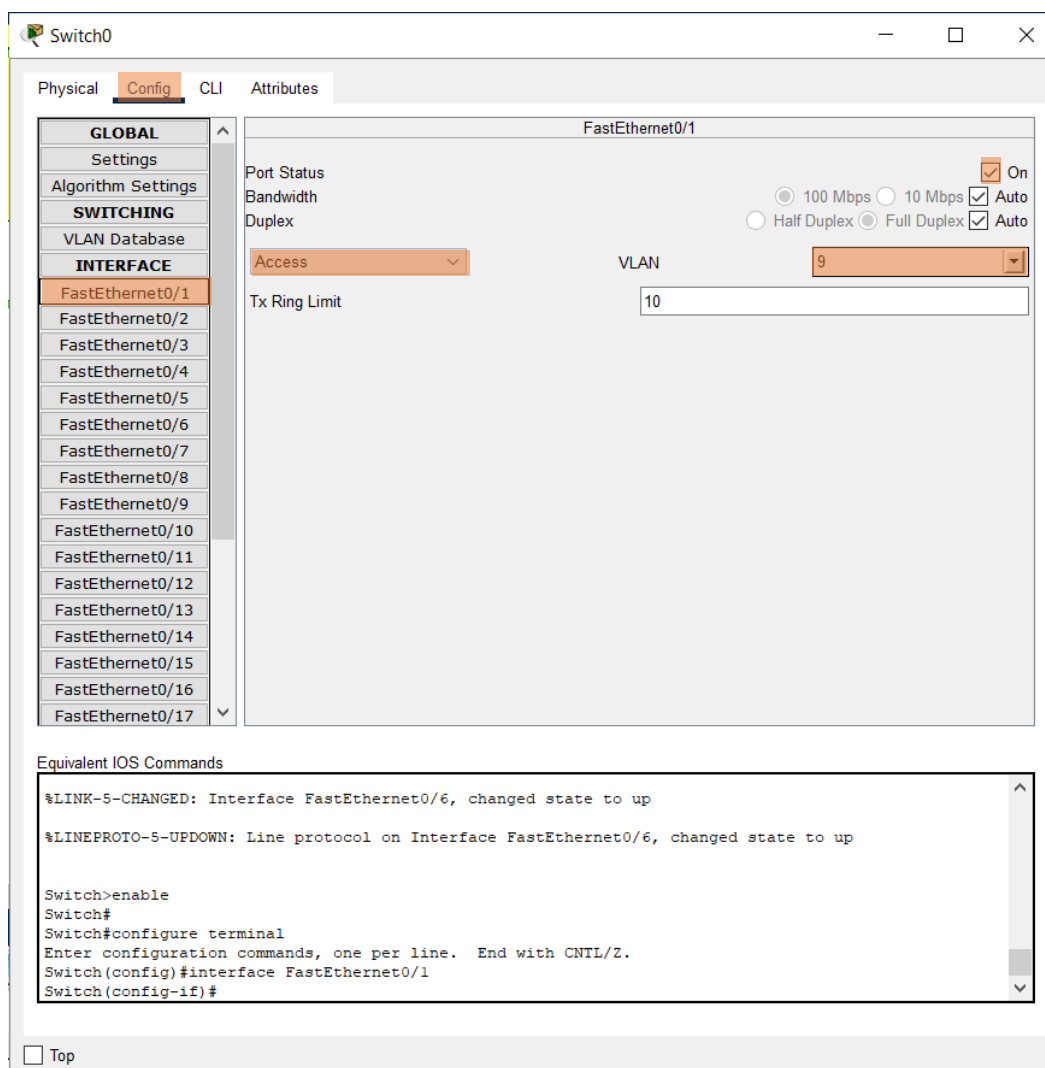 Switch0
Physical Config CLI Attributes
GLOBAL
Settings
Algorithm Settings
SWITCHING
VLAN Database
INTERFACE
FastEthernet0/1
FastEthernet0/2
FastEthernet0/3
FastEthernet0/4
FastEthernet0/5
FastEthernet0/6
FastEthernet0/7
FastEthernet0/8
FastEthernet0/9
FastEthernet0/10
FastEthernet0/11
FastEthernet0/12
FastEthernet0/13
FastEthernet0/14
FastEthernet0/15
FastEthernet0/16
FastEthernet0/17
FastEthernet0/1
Port Status On
Bandwidth 100 Mbps 10 Mbps Auto
Duplex Half Duplex Full Duplex Auto
Access VLAN 9
Tx Ring Limit 10
Equivalent IOS Commands
%LINK-5-CHANGED: Interface FastEthernet0/6, changed state to up
%LINEPROTO-5-UPDOWN: Line protocol on Interface FastEthernet0/6, changed state to up
Switch>enable
Switch#
Switch#configure terminal
Enter configuration commands, one per line. End with CNTL/Z.
Switch(config)#interface FastEthernet0/1
Switch(config-if)#
Top